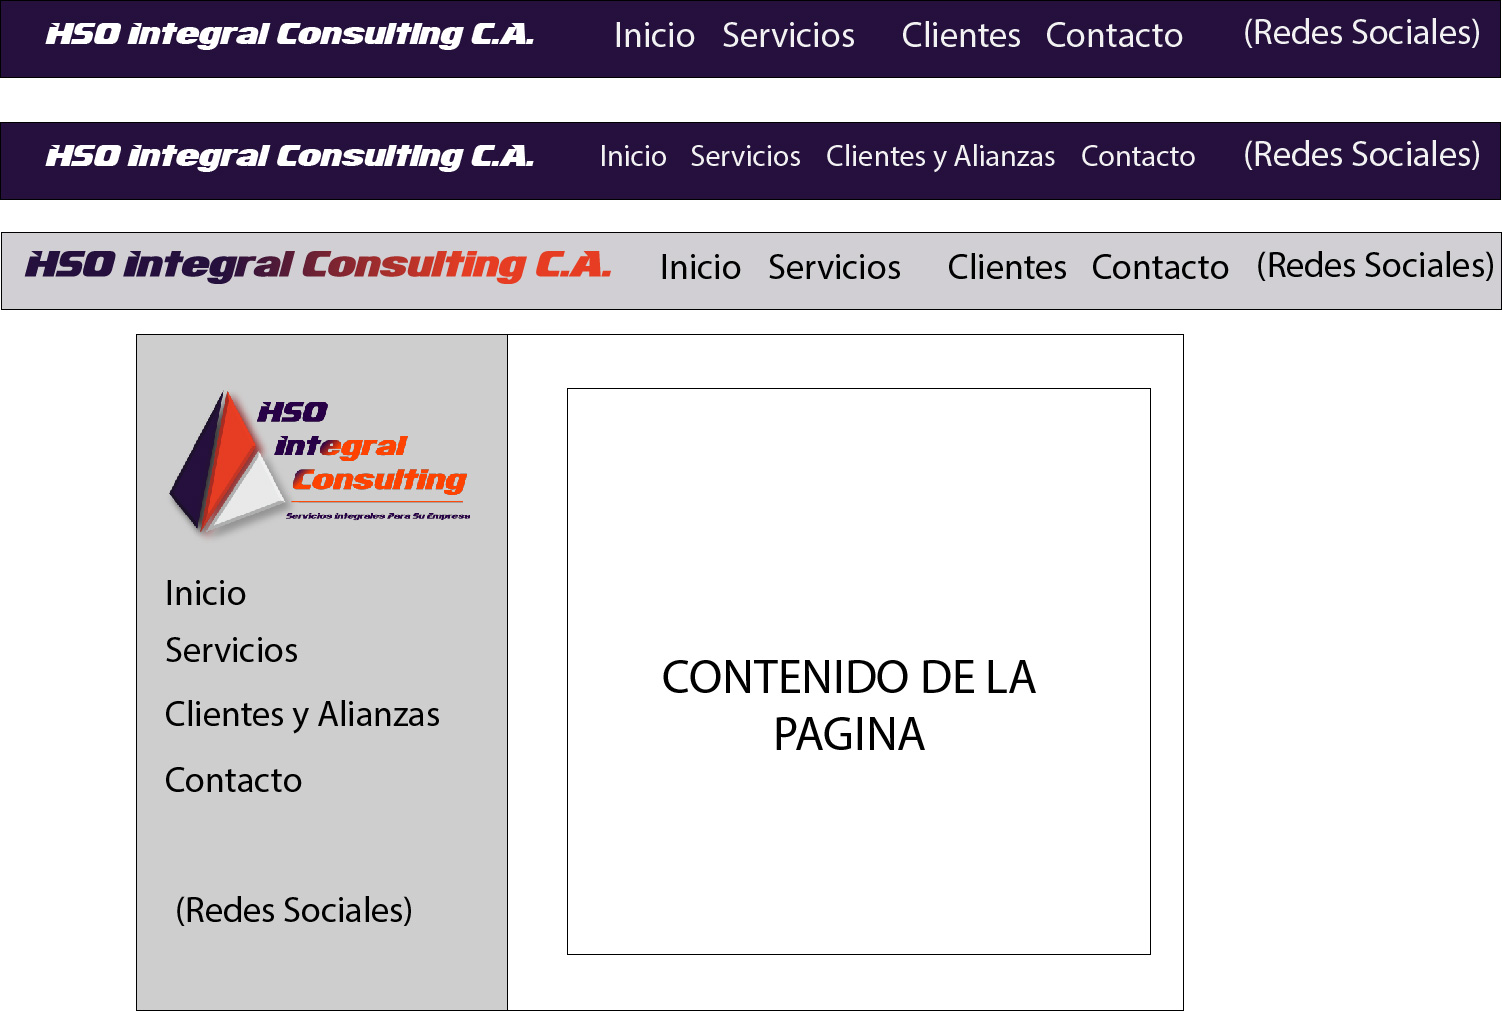 HSO integral Consulting C.A. Inicio Servicios Clientes Contacto (Redes Sociales)
HSO integral Consulting C.A. Inicio Servicios Clientes y Alianzas Contacto (Redes Sociales)
HSO integral Consulting C.A. Inicio Servicios Clientes Contacto (Redes Sociales)
HSO
integral
Consulting
Servicios Integrales Para Su Empresa
Inicio
Servicios
Clientes y Alianzas
Contacto
(Redes Sociales)
CONTENIDO DE LA
PAGINA